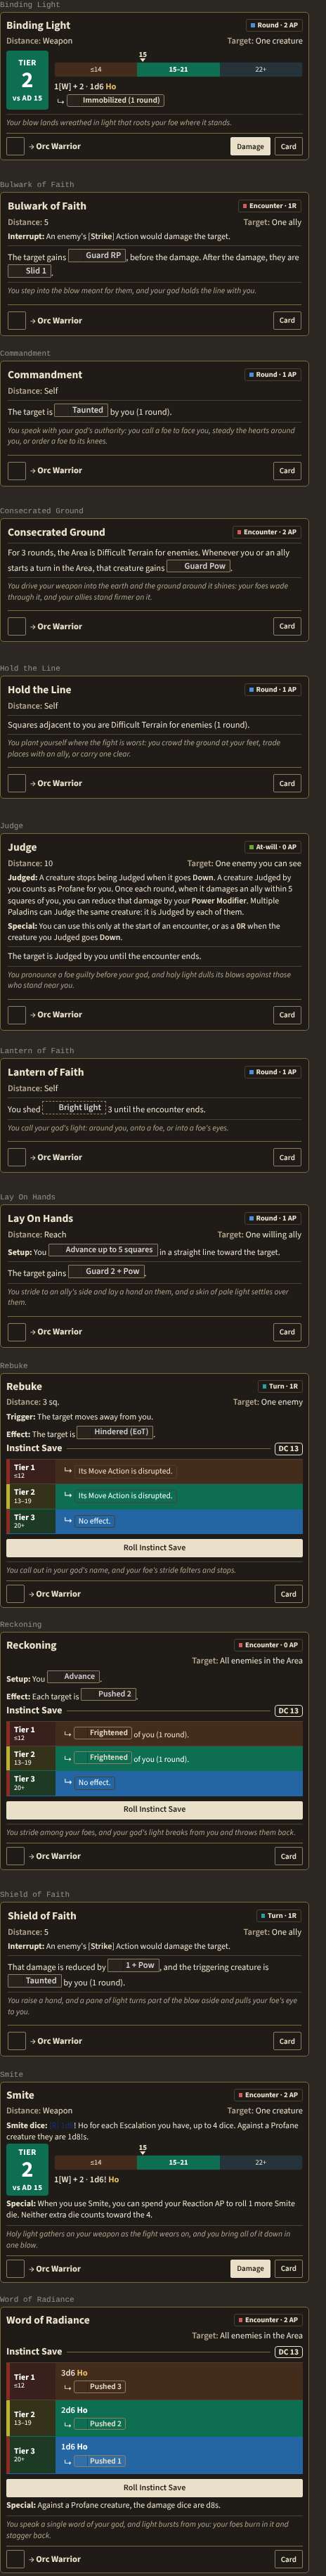 Binding Light
Binding Light
Round · 2 AP
Distance: Weapon
Target: One creature
TIER
2
vs AD 15
15
≤14
15–21
22+
1[W] + 2 · 1d6 Ho
↳ Immobilized (1 round)
Your blow lands wreathed in light that roots your foe where it stands.
→ Orc Warrior
Damage
Card
Bulwark of Faith
Bulwark of Faith
Encounter · 1R
Distance: 5
Target: One ally
Interrupt: An enemy's [Strike] Action would damage the target.
The target gains Guard RP, before the damage. After the damage, they are
Slid 1.
You step into the blow meant for them, and your god holds the line with you.
→ Orc Warrior
Card
Commandment
Commandment
Round · 1 AP
Distance: Self
The target is Taunted by you (1 round).
You speak with your god's authority: you call a foe to face you, steady the hearts around
you, or order a foe to its knees.
→ Orc Warrior
Card
Consecrated Ground
Consecrated Ground
Encounter · 2 AP
For 3 rounds, the Area is Difficult Terrain for enemies. Whenever you or an ally
starts a turn in the Area, that creature gains Guard Pow.
You drive your weapon into the earth and the ground around it shines: your foes wade
through it, and your allies stand firmer on it.
→ Orc Warrior
Card
Hold the Line
Hold the Line
Round · 1 AP
Distance: Self
Squares adjacent to you are Difficult Terrain for enemies (1 round).
You plant yourself where the fight is worst: you crowd the ground at your feet, trade
places with an ally, or carry one clear.
→ Orc Warrior
Card
Judge
Judge
At-will · 0 AP
Distance: 10
Target: One enemy you can see
Judged: A creature stops being Judged when it goes Down. A creature Judged by
you counts as Profane for you. Once each round, when it damages an ally within 5
squares of you, you can reduce that damage by your Power Modifier. Multiple
Paladins can Judge the same creature: it is Judged by each of them.
Special: You can use this only at the start of an encounter, or as a 0R when the
creature you Judged goes Down.
The target is Judged by you until the encounter ends.
You pronounce a foe guilty before your god, and holy light dulls its blows against those
who stand near you.
→ Orc Warrior
Card
Lantern of Faith
Lantern of Faith
Round · 1 AP
Distance: Self
You shed Bright light 3 until the encounter ends.
You call your god's light: around you, onto a foe, or into a foe's eyes.
→ Orc Warrior
Card
Lay On Hands
Lay On Hands
Round · 1 AP
Distance: Reach
Target: One willing ally
Setup: You Advance up to 5 squares in a straight line toward the target.
The target gains Guard 2 + Pow.
You stride to an ally's side and lay a hand on them, and a skin of pale light settles over
them.
→ Orc Warrior
Card
Rebuke
Rebuke
Turn · 1R
Distance: 3 sq.
Target: One enemy
Trigger: The target moves away from you.
Effect: The target is Hindered (EoT).
Instinct Save
DC 13
Tier 1
≤12
↳ Its Move Action is disrupted.
Tier 2
13–19
↳ Its Move Action is disrupted.
Tier 3
20+
↳ No effect.
Roll Instinct Save
You call out in your god's name, and your foe's stride falters and stops.
→ Orc Warrior
Card
Reckoning
Reckoning
Encounter · 0 AP
Target: All enemies in the Area
Setup: You Advance.
Effect: Each target is Pushed 2.
Instinct Save
DC 13
Tier 1
≤12
↳ Frightened of you (1 round).
Tier 2
13–19
↳ Frightened of you (1 round).
Tier 3
20+
↳ No effect.
Roll Instinct Save
You stride among your foes, and your god's light breaks from you and throws them back.
→ Orc Warrior
Card
Shield of Faith
Shield of Faith
Turn · 1R
Distance: 5
Target: One ally
Interrupt: An enemy's [Strike] Action would damage the target.
That damage is reduced by 1 + Pow, and the triggering creature is
Taunted by you (1 round).
You raise a hand, and a pane of light turns part of the blow aside and pulls your foe's eye
to you.
→ Orc Warrior
Card
Smite
Smite
Encounter · 2 AP
Distance: Weapon
Target: One creature
Smite dice: ! Ho for each Escalation you have, up to 4 dice. Against a Profane
creature they are 1d8!s.
TIER
2
vs AD 15
15
≤14
15–21
22+
1[W] + 2 · 1d6! Ho
Special: When you use Smite, you can spend your Reaction AP to roll 1 more Smite
die. Neither extra die counts toward the 4.
Holy light gathers on your weapon as the fight wears on, and you bring all of it down in
one blow.
→ Orc Warrior
Damage
Card
Word of Radiance
Word of Radiance
Encounter · 2 AP
Target: All enemies in the Area
Instinct Save
DC 13
Tier 1
≤12
3d6 Ho
↳ Pushed 3
Tier 2
13–19
2d6 Ho
↳ Pushed 2
Tier 3
20+
1d6 Ho
↳ Pushed 1
Roll Instinct Save
Special: Against a Profane creature, the damage dice are d8s.
You speak a single word of your god, and light bursts from you: your foes burn in it and
stagger back.
→ Orc Warrior
Card